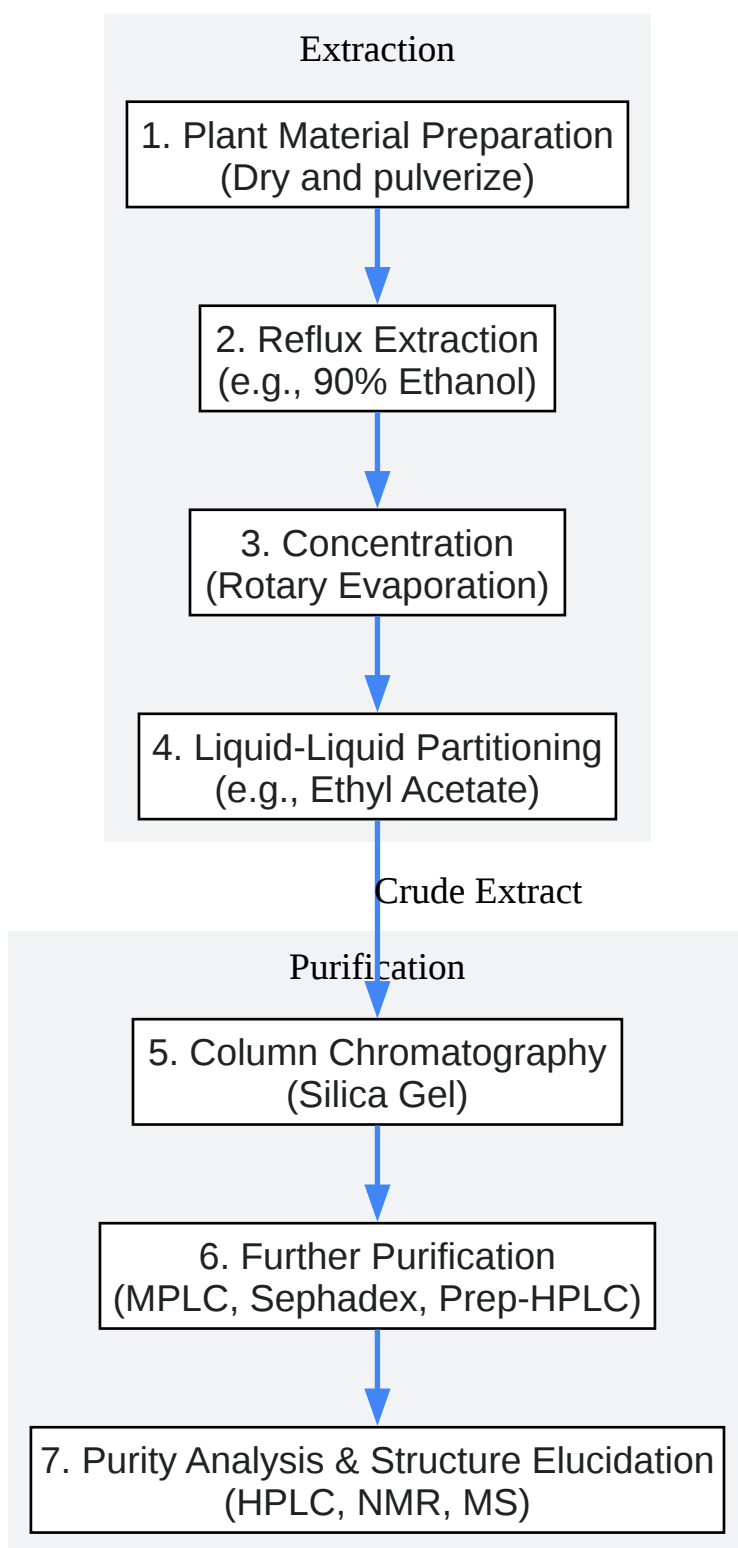 Extraction
1. Plant Material Preparation
(Dry and pulverize)
2. Reflux Extraction
(e.g., 90% Ethanol)
3. Concentration
(Rotary Evaporation)
4. Liquid-Liquid Partitioning
(e.g., Ethyl Acetate)
Crude Extract
Purification
5. Column Chromatography
(Silica Gel)
6. Further Purification
(MPLC, Sephadex, Prep-HPLC)
7. Purity Analysis & Structure Elucidation
(HPLC, NMR, MS)